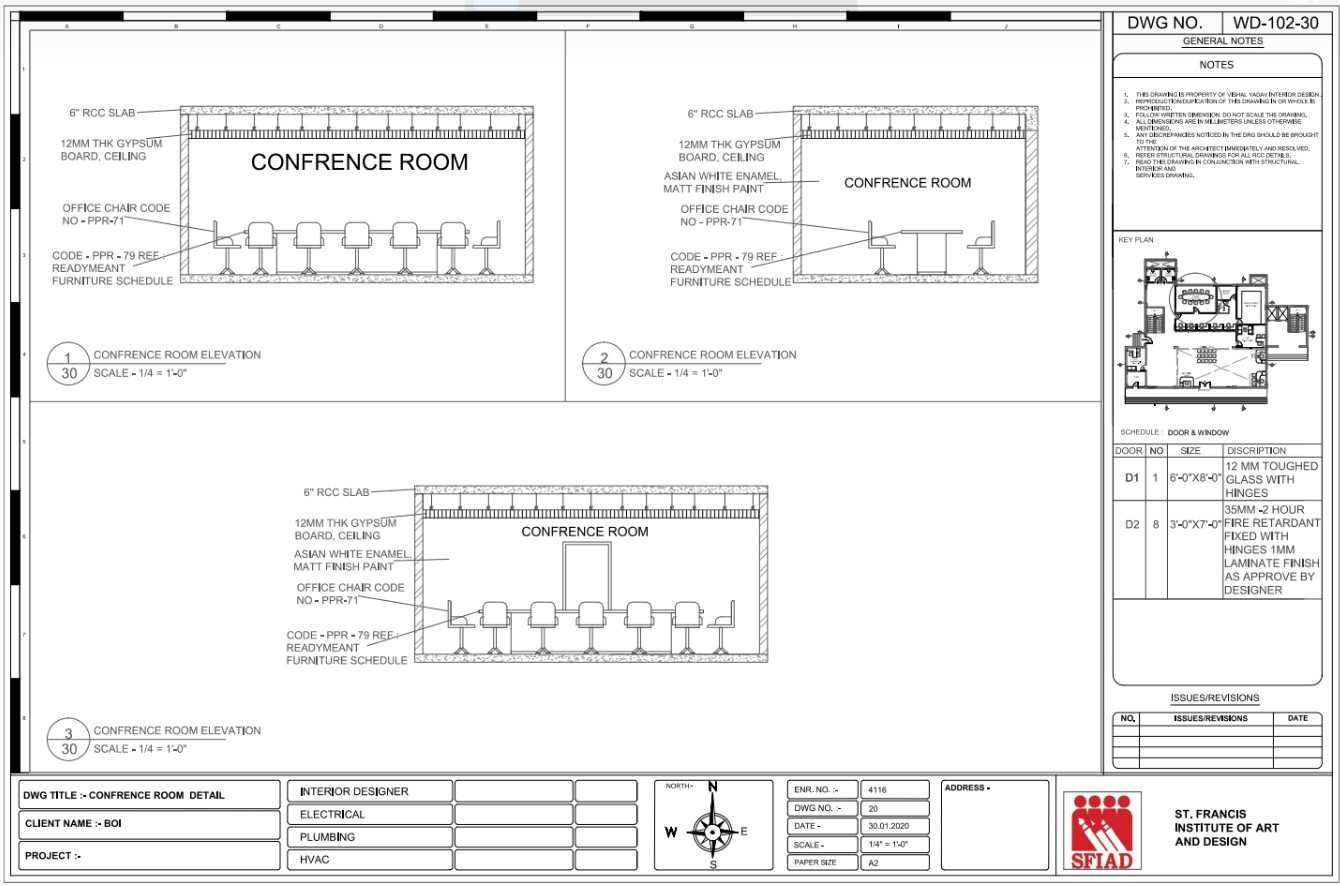 A B C D E F G H I J
1
2
3
4
5
6
7
8
6" RCC SLAB
12MM THK GYPSUM
BOARD, CEILING
CONFRENCE ROOM
OFFICE CHAIR CODE
NO - PPR-71
CODE - PPR - 79 REF :
READYMEANT
FURNITURE SCHEDULE
1
30
CONFRENCE ROOM ELEVATION
SCALE - 1/4 = 1'-0"
6" RCC SLAB
12MM THK GYPSUM
BOARD, CEILING
ASIAN WHITE ENAMEL,
MATT FINISH PAINT
CONFRENCE ROOM
OFFICE CHAIR CODE
NO - PPR-71
CODE - PPR - 79 REF :
READYMEANT
FURNITURE SCHEDULE
2
30
CONFRENCE ROOM ELEVATION
SCALE - 1/4 = 1'-0"
6" RCC SLAB
12MM THK GYPSUM
BOARD, CEILING
CONFRENCE ROOM
ASIAN WHITE ENAMEL,
MATT FINISH PAINT
OFFICE CHAIR CODE
NO - PPR-71
CODE - PPR - 79 REF :
READYMEANT
FURNITURE SCHEDULE
3
30
CONFRENCE ROOM ELEVATION
SCALE - 1/4 = 1'-0"
DWG NO. WD-102-30
GENERAL NOTES
NOTES
1. THIS DRAWING IS PROPERTY OF VISHAL YADAV INTERIOR DESIGN.
2. REPRODUCTION/DUPLICATION OF THIS DRAWING IN OR WHOLE IS
PROHIBITED.
3. FOLLOW WRITTEN DIMENSION. DO NOT SCALE THE DRAWING.
4. ALL DIMENSIONS ARE IN MILLIMETERS UNLESS OTHERWISE
MENTIONED.
5. ANY DISCREPANCIES NOTICED IN THE DRG SHOULD BE BROUGHT
TO THE
ATTENTION OF THE ARCHITECT IMMEDIATELY AND RESOLVED.
6. REFER STRUCTURAL DRAWINGS FOR ALL RCC DETAILS.
7. READ THIS DRAWING IN CONJUNCTION WITH STRUCTURAL,
INTERIOR AND
SERVICES DRAWING.
KEY PLAN
SCHEDULE : DOOR & WINDOW
DOOR NO SIZE DISCRIPTION
D1 1 6'-0"X8'-0" 12 MM TOUGHED
GLASS WITH
HINGES
D2 8 3'-0"X7'-0" 35MM -2 HOUR
FIRE RETARDANT
FIXED WITH
HINGES 1MM
LAMINATE FINISH
AS APPROVE BY
DESIGNER
ISSUES/REVISIONS
NO. ISSUES/REVISIONS DATE
DWG TITLE :- CONFRENCE ROOM DETAIL
CLIENT NAME :- BOI
PROJECT :-
INTERIOR DESIGNER
ELECTRICAL
PLUMBING
HVAC
NORTH:-
N
W E
S
ENR. NO. :- 4116
DWG NO. :- 20
DATE - 30.01.2020
SCALE - 1/4" = 1'-0"
PAPER SIZE A2
ADDRESS -
SFIAD
ST. FRANCIS
INSTITUTE OF ART
AND DESIGN